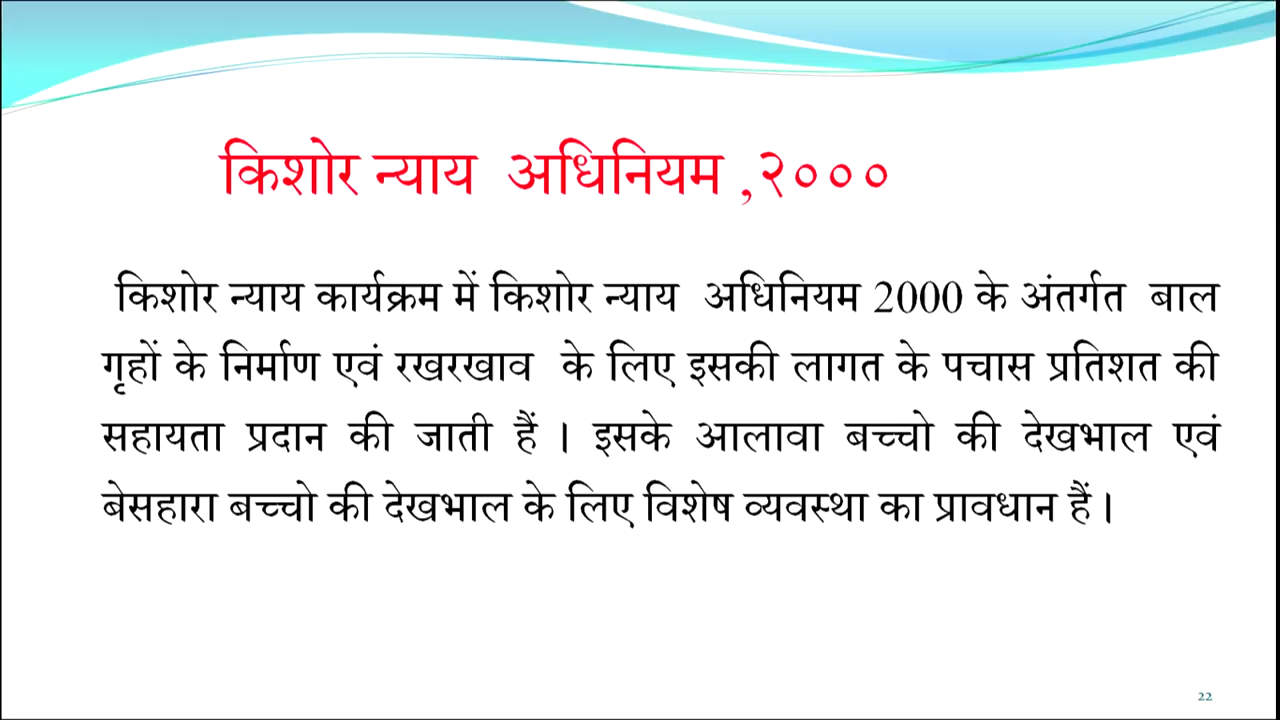 किशोर न्याय अधिनियम ,२०००
किशोर न्याय कार्यक्रम में किशोर न्याय अधिनियम 2000 के अंतर्गत बाल
गृहों के निर्माण एवं रखरखाव के लिए इसकी लागत के पचास प्रतिशत की
सहायता प्रदान की जाती हैं । इसके आलावा बच्चो की देखभाल एवं
बेसहारा बच्चो की देखभाल के लिए विशेष व्यवस्था का प्रावधान हैं ।
22